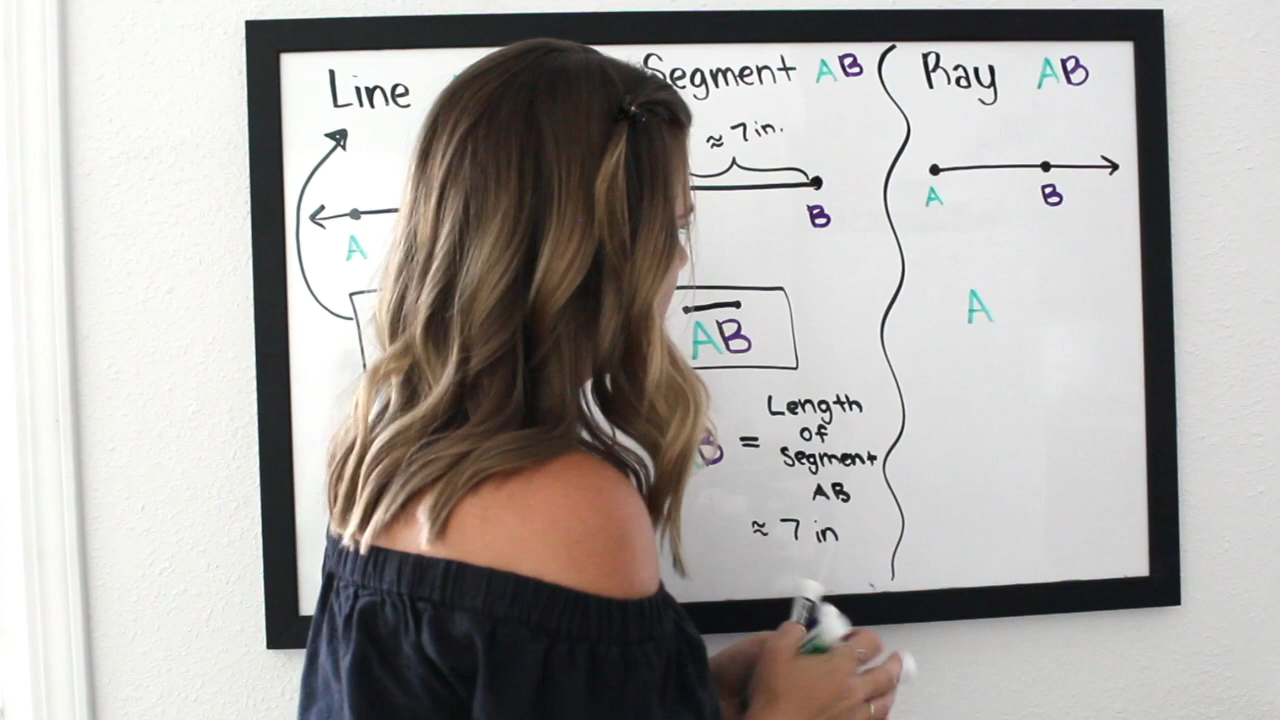 Line
A
Segment AB
≈ 7 in.
B
AB
B = Length
of
Segment
AB
≈ 7 in
Ray AB
A B
A